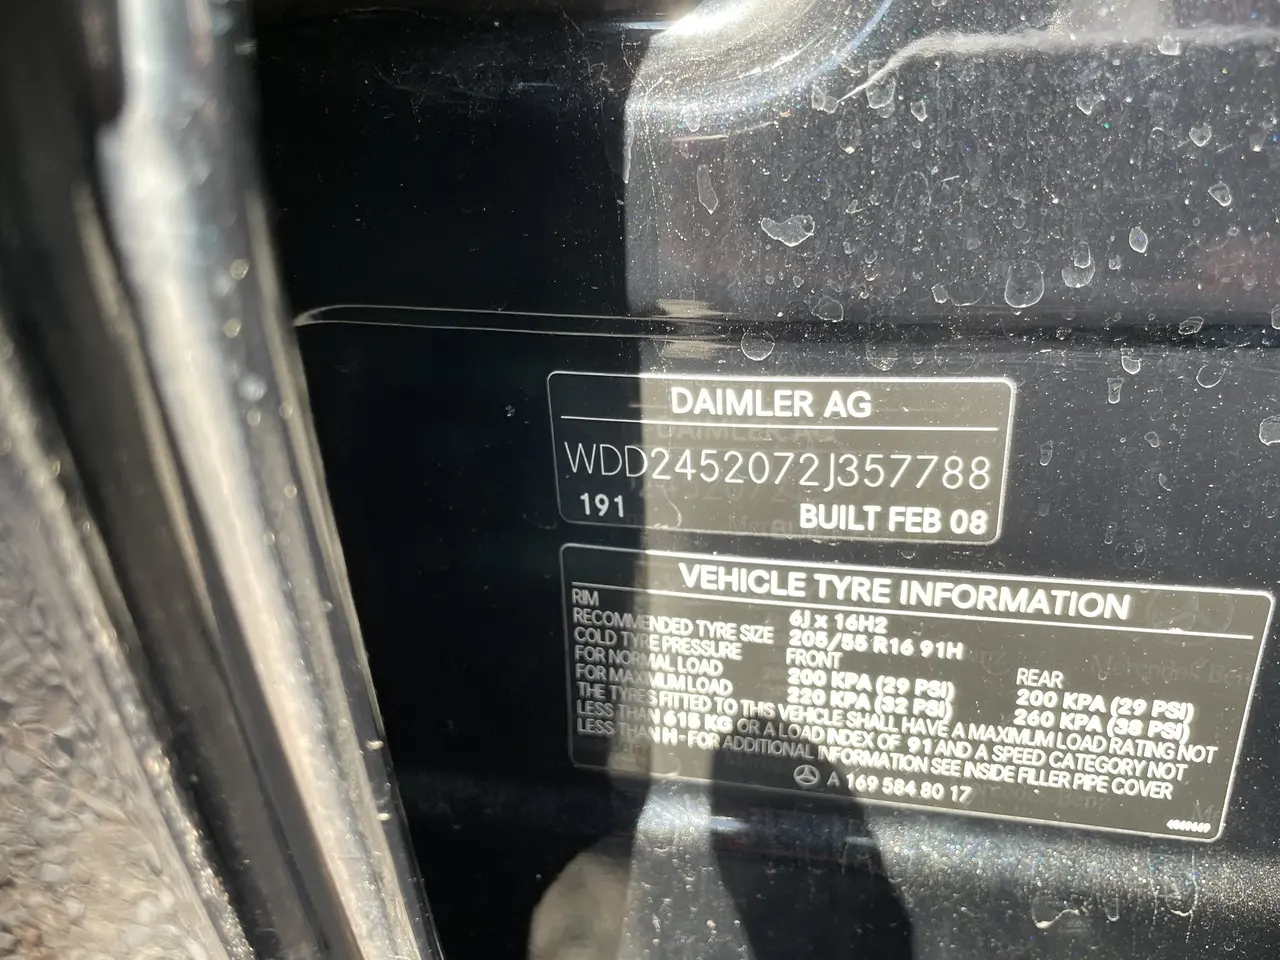 DAIMLER AG
WDD2452072J357788
191 BUILT FEB 08
VEHICLE TYRE INFORMATION
RIM 6J x 16H2
RECOMMENDED TYRE SIZE 205/55 R16 91H
COLD TYRE PRESSURE FRONT REAR
FOR NORMAL LOAD 200 KPA (29 PSI) 200 KPA (29 PSI)
FOR MAXIMUM LOAD 220 KPA (32 PSI) 260 KPA (38 PSI)
THE TYRES FITTED TO THIS VEHICLE SHALL HAVE A MAXIMUM LOAD RATING NOT
LESS THAN 615 KG OR A LOAD INDEX OF 91 AND A SPEED CATEGORY NOT
LESS THAN H - FOR ADDITIONAL INFORMATION SEE INSIDE FILLER PIPE COVER
A 169 584 80 17